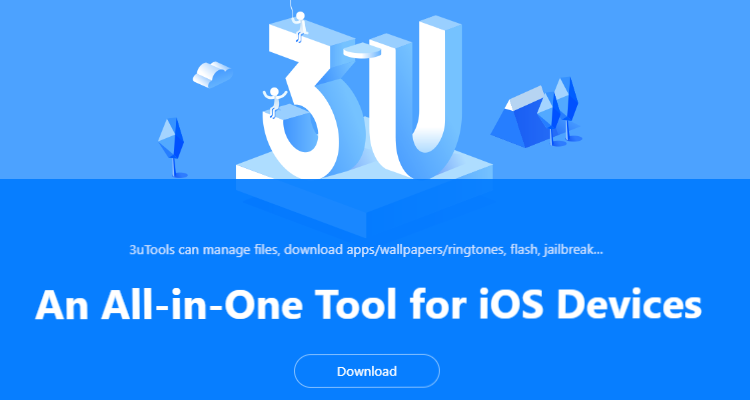 3U
3uTools can manage files, download apps/wallpapers/ringtones, flash, jailbreak...
An All-in-One Tool for iOS Devices
Download